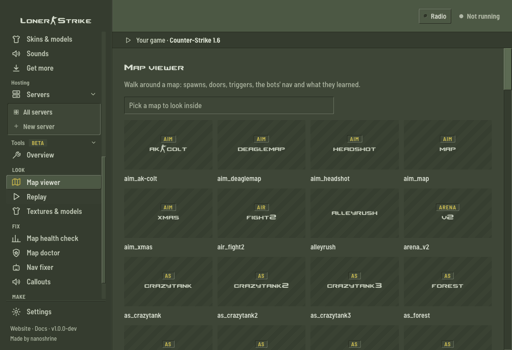 LONERSTRIKE
Skins & models
Sounds
Get more
Hosting
Servers
All servers
New server
Tools BETA
Overview
LOOK
Map viewer
Replay
Textures & models
FIX
Map health check
Map doctor
Nav fixer
Callouts
MAKE
Settings
Website · Docs · v1.0.0-dev
Made by nanoshrine
Radio
Not running
Your game · Counter-Strike 1.6
MAP VIEWER
Walk around a map: spawns, doors, triggers, the bots' nav and what they learned.
Pick a map to look inside
AIM AIM AIM AIM
AK COLT DEAGLEMAP HEADSHOT MAP
aim_ak-colt aim_deaglemap aim_headshot aim_map
AIM AIR ARENA
XMAS FIGHT2 ALLEYRUSH V2
aim_xmas air_fight2 alleyrush arena_v2
AS AS AS AS
CRAZYTANK CRAZYTANK2 CRAZYTANK3 FOREST
as_crazytank as_crazytank2 as_crazytank3 as_forest
AS AS AS AS